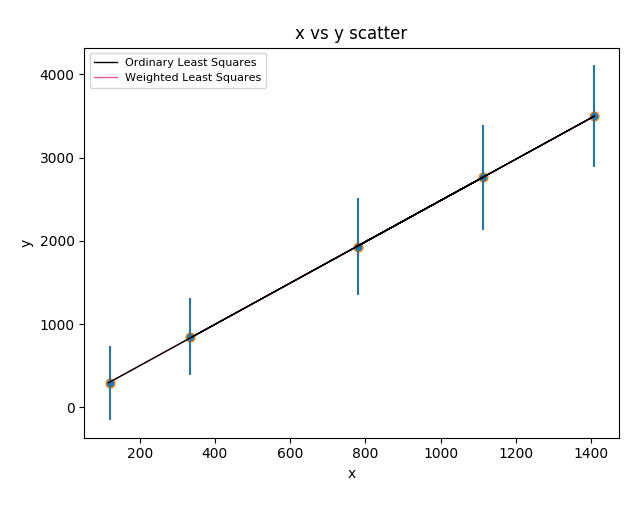 x vs y scatter
Ordinary Least Squares
Weighted Least Squares
4000
3000
2000
1000
0
y
200 400 600 800 1000 1200 1400
x